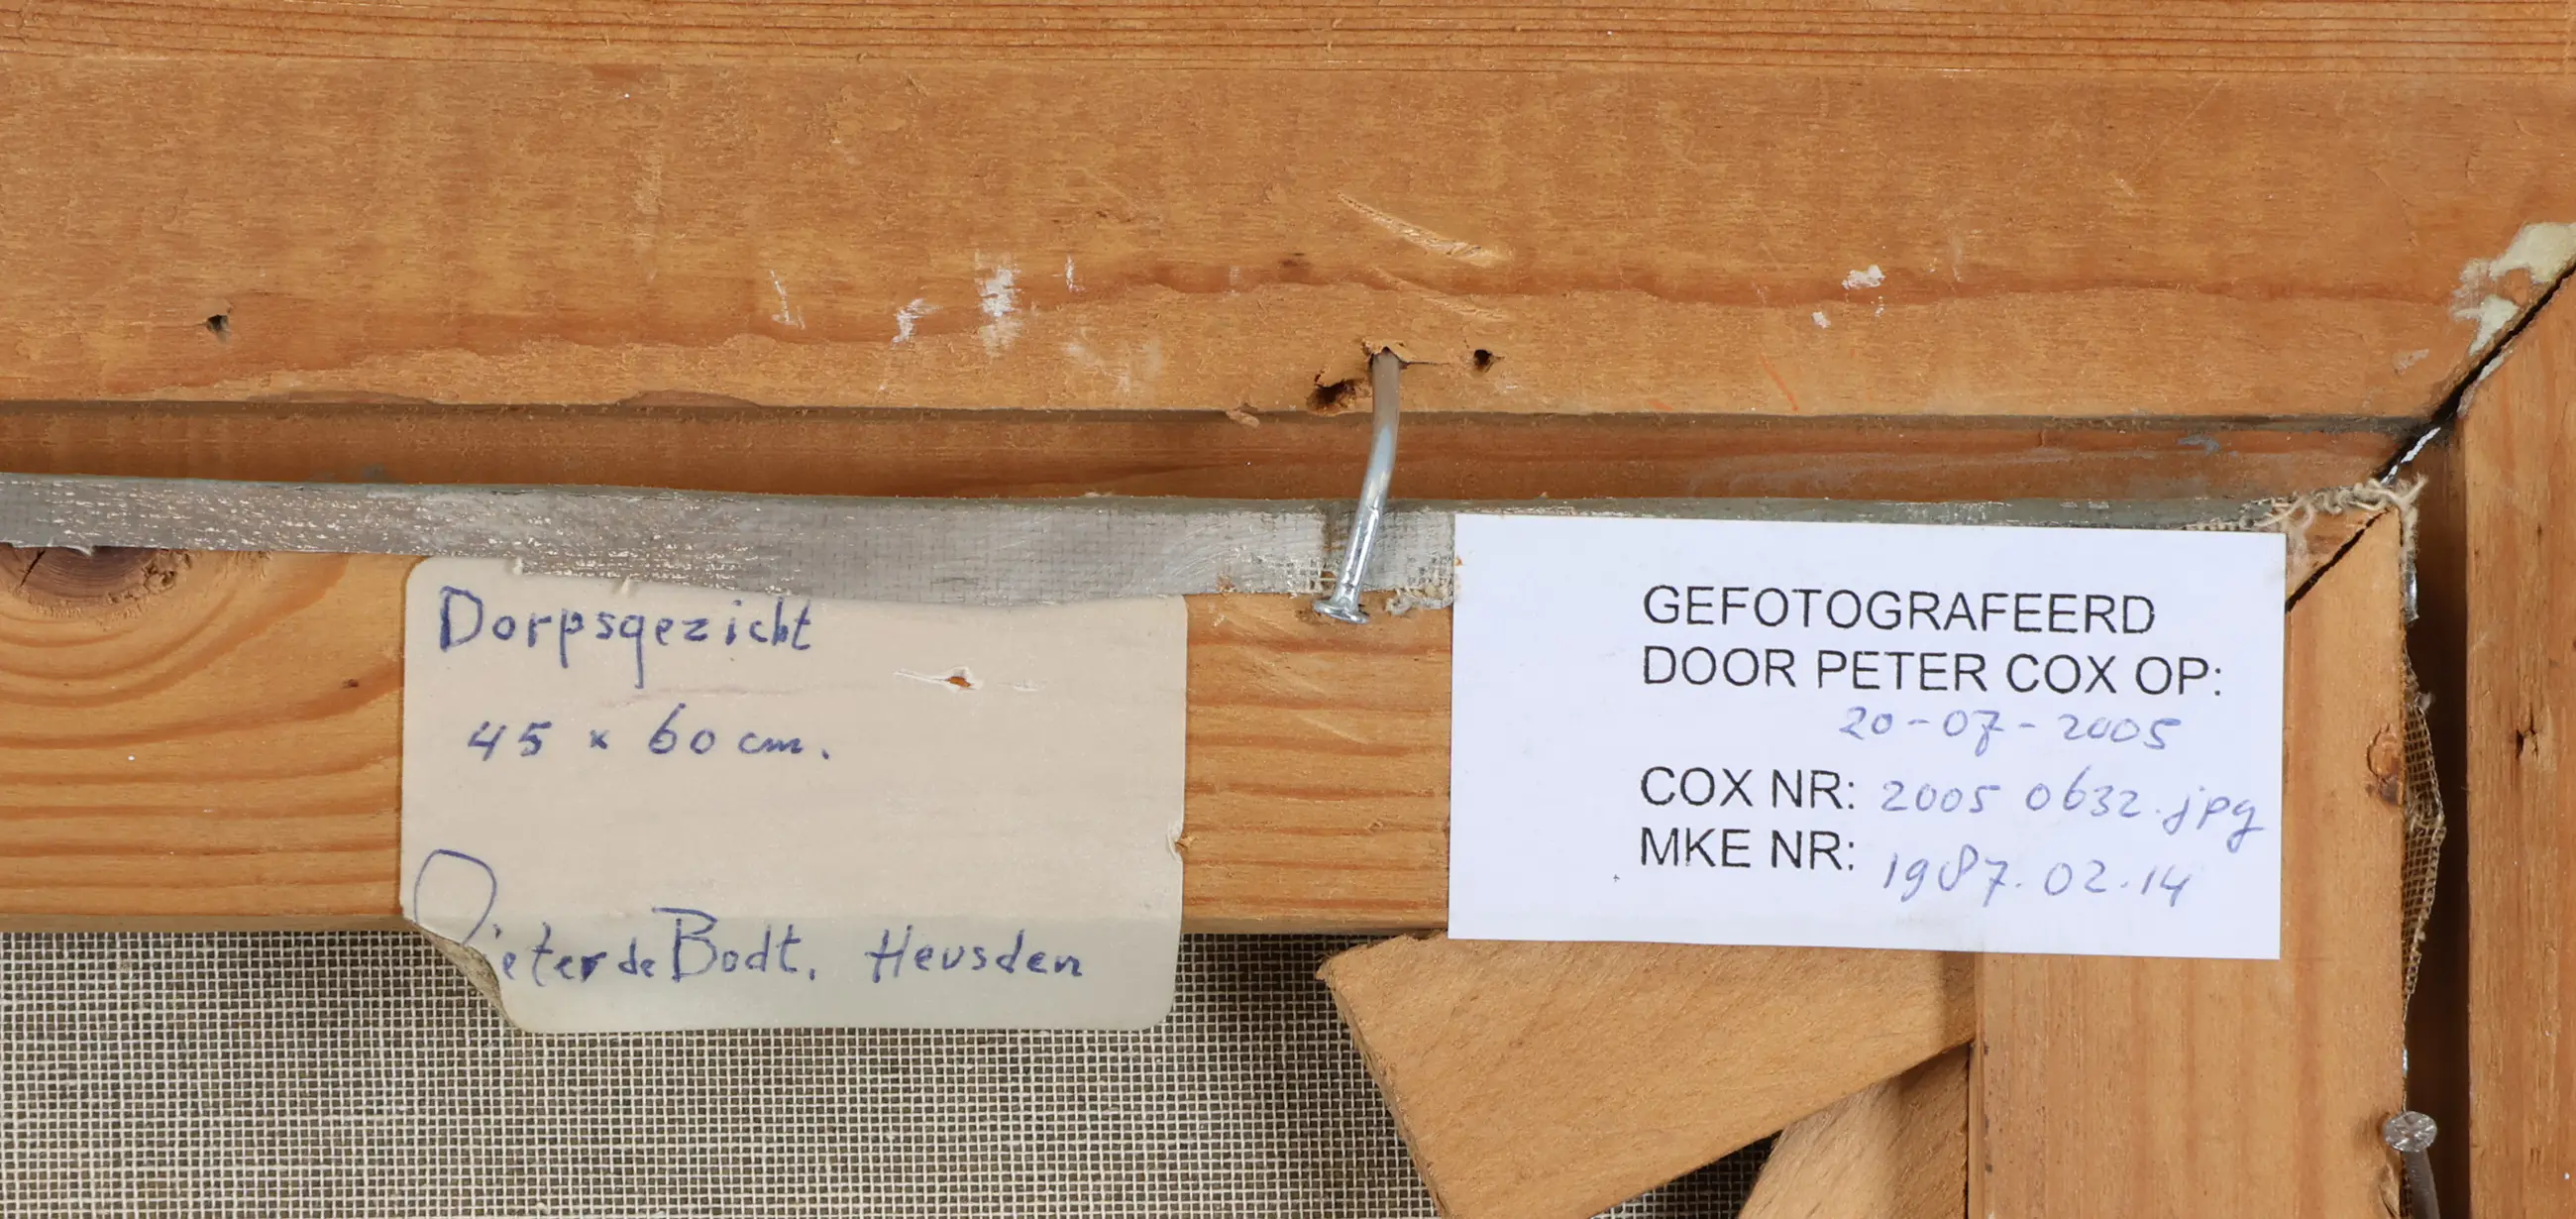 Dorpsgezicht
45 x 60 cm.
Pieter de Bodt. Heusden
GEFOTOGRAFEERD
DOOR PETER COX OP:
20-07-2005
COX NR: 2005 0632.jpg
MKE NR: 1987.02.14